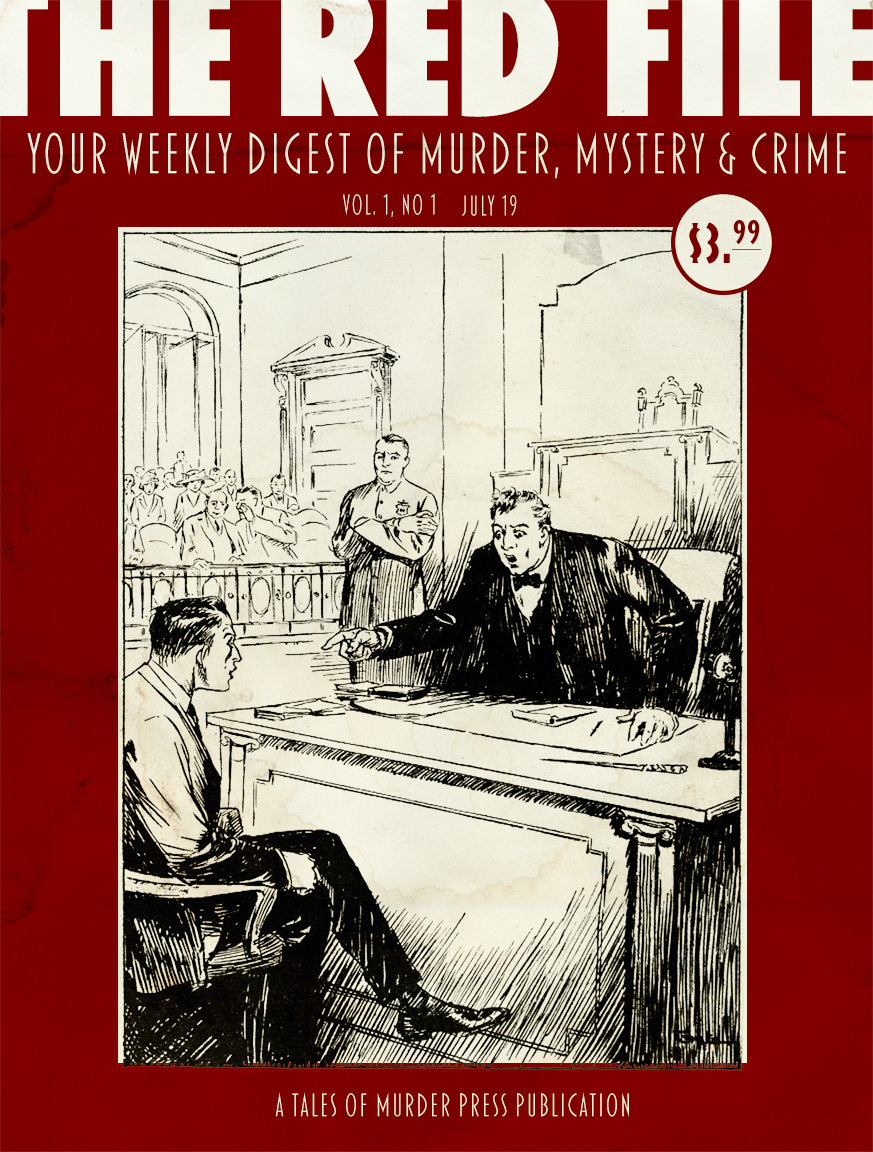 THE RED FILE
YOUR WEEKLY DIGEST OF MURDER, MYSTERY & CRIME
VOL. 1, NO 1 JULY 19
$3.99
A TALES OF MURDER PRESS PUBLICATION